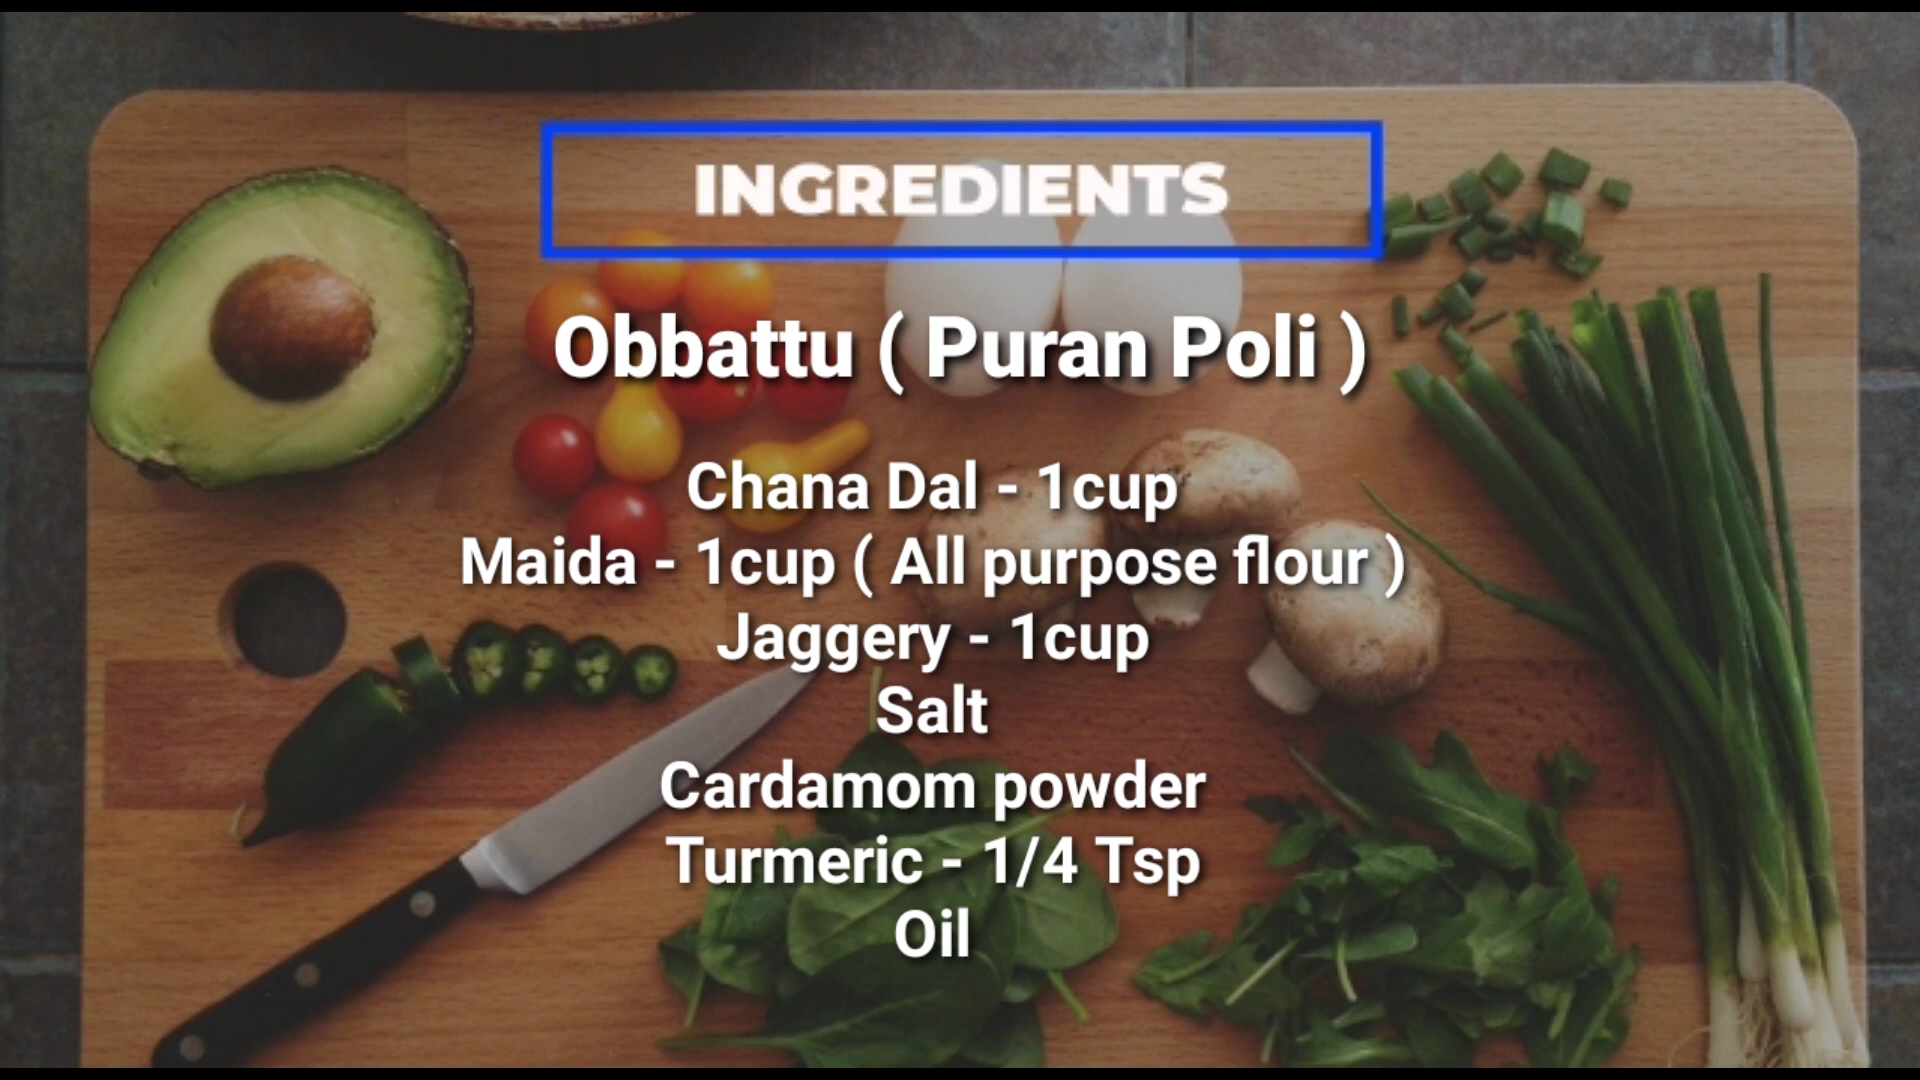 INGREDIENTS
Obbattu ( Puran Poli )
Chana Dal - 1cup
Maida - 1cup ( All purpose flour )
Jaggery - 1cup
Salt
Cardamom powder
Turmeric - 1/4 Tsp
Oil